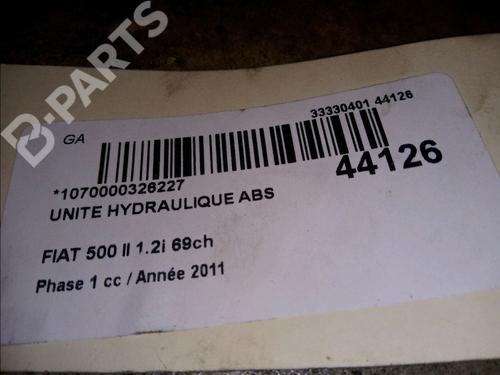 B-PARTS
GA
33330401 44126
*1070000326227
44126
UNITE HYDRAULIQUE ABS
FIAT 500 II 1.2i 69ch
Phase 1 cc / Année 2011